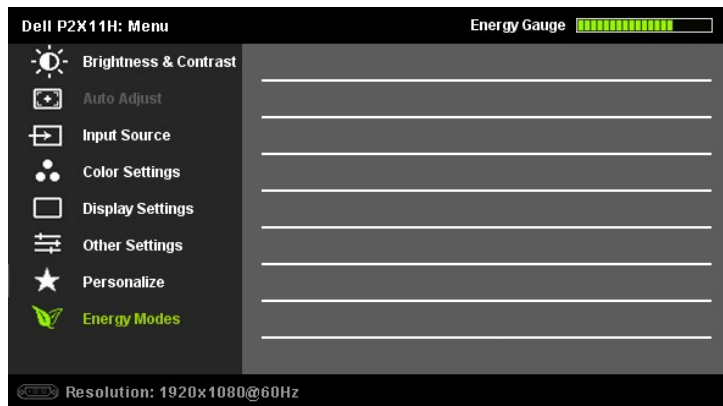 Dell P2X11H: Menu
Energy Gauge
Brightness & Contrast
Auto Adjust
Input Source
Color Settings
Display Settings
Other Settings
Personalize
Energy Modes
Resolution: 1920x1080@60Hz